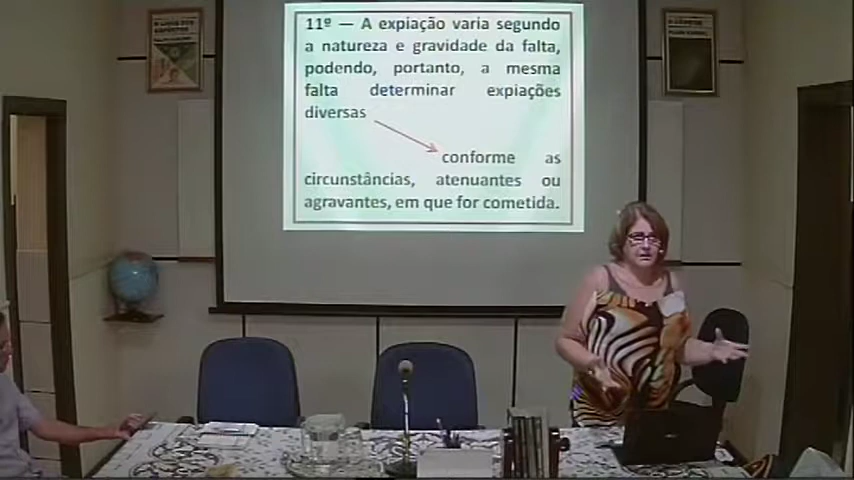 11º — A expiação varia segundo
a natureza e gravidade da falta,
podendo, portanto, a mesma
falta determinar expiações
diversas
conforme as
circunstâncias, atenuantes ou
agravantes, em que for cometida.